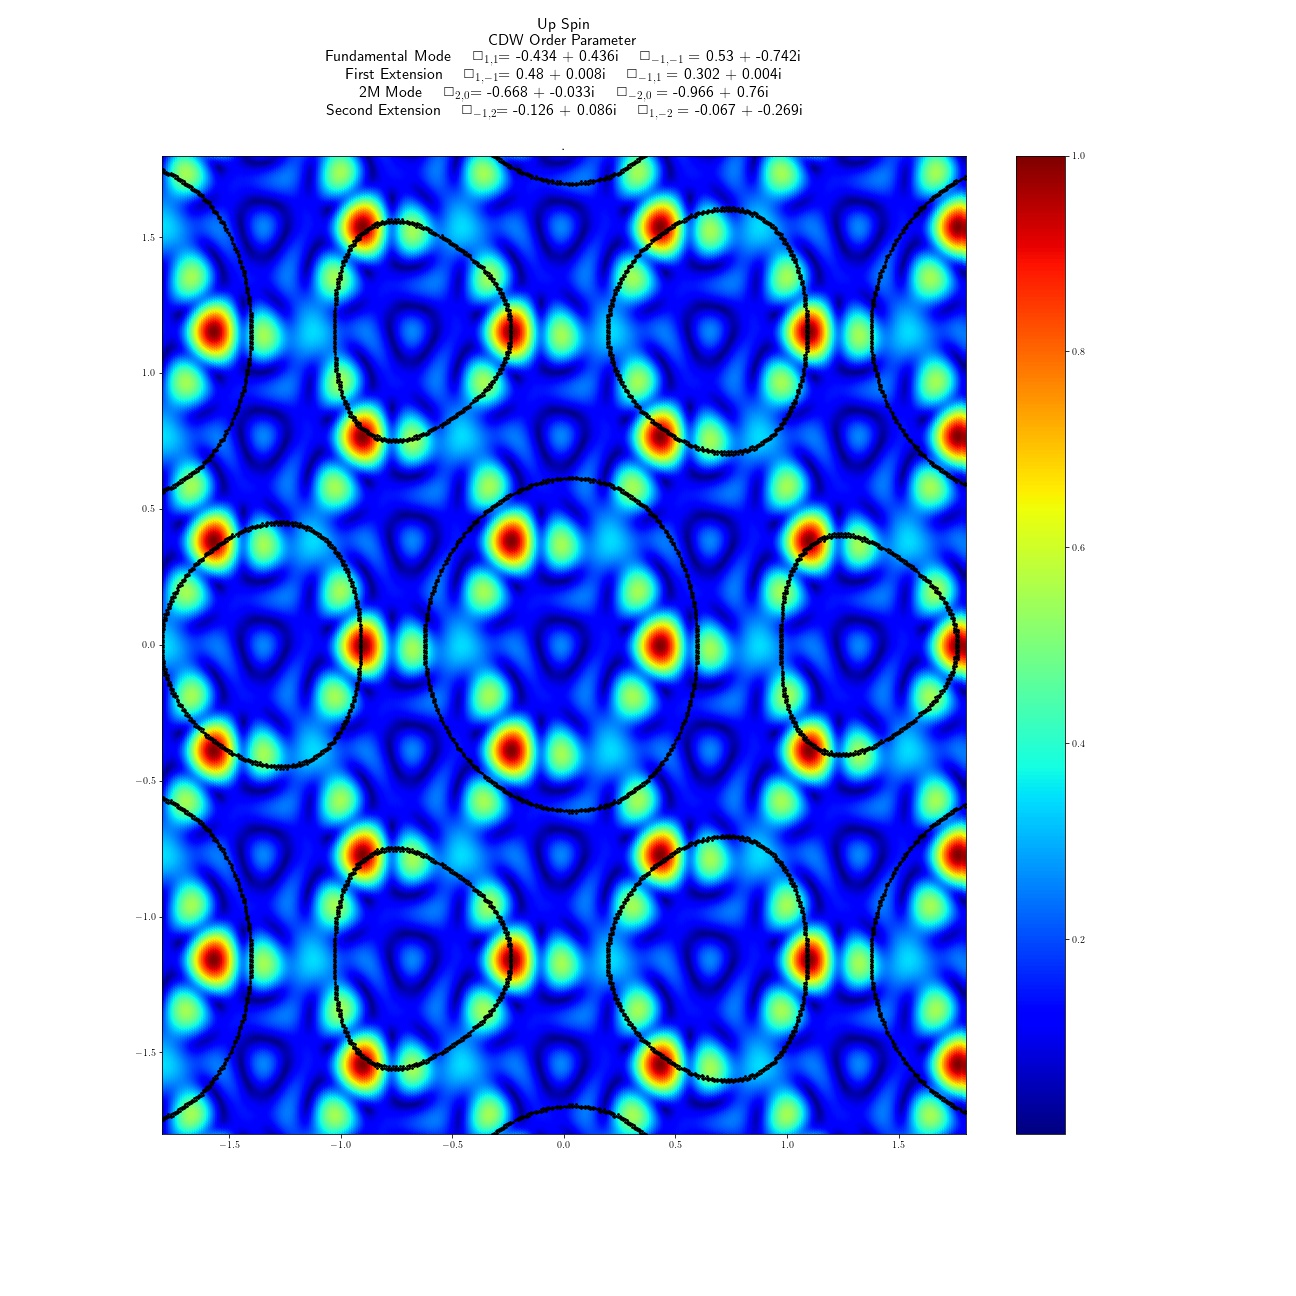 Up Spin
CDW Order Parameter
Fundamental Mode □₁,₁= -0.434 + 0.436i □₋₁,₋₁ = 0.53 + -0.742i
First Extension □₁,₋₁= 0.48 + 0.008i □₋₁,₁ = 0.302 + 0.004i
2M Mode □₂,₀= -0.668 + -0.033i □₋₂,₀ = -0.966 + 0.76i
Second Extension □₋₁,₂= -0.126 + 0.086i □₁,₋₂ = -0.067 + -0.269i
.
1.5
1.0
0.5
0.0
−0.5
−1.0
−1.5
−1.5 −1.0 −0.5 0.0 0.5 1.0 1.5
1.0
0.8
0.6
0.4
0.2